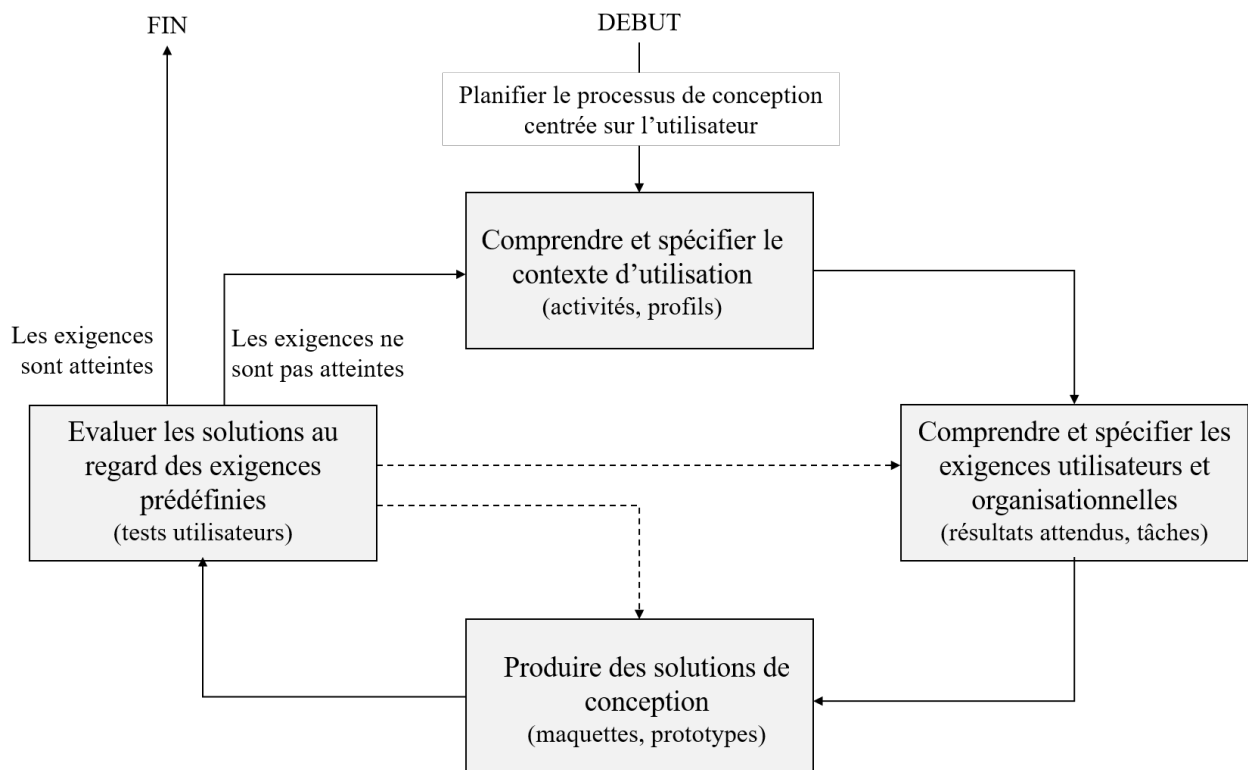 FIN
DEBUT
Planifier le processus de conception
centrée sur l’utilisateur
Comprendre et spécifier le
contexte d’utilisation
(activités, profils)
Les exigences
sont atteintes
Les exigences ne
sont pas atteintes
Evaluer les solutions au
regard des exigences
prédéfinies
(tests utilisateurs)
Comprendre et spécifier les
exigences utilisateurs et
organisationnelles
(résultats attendus, tâches)
Produire des solutions de
conception
(maquettes, prototypes)